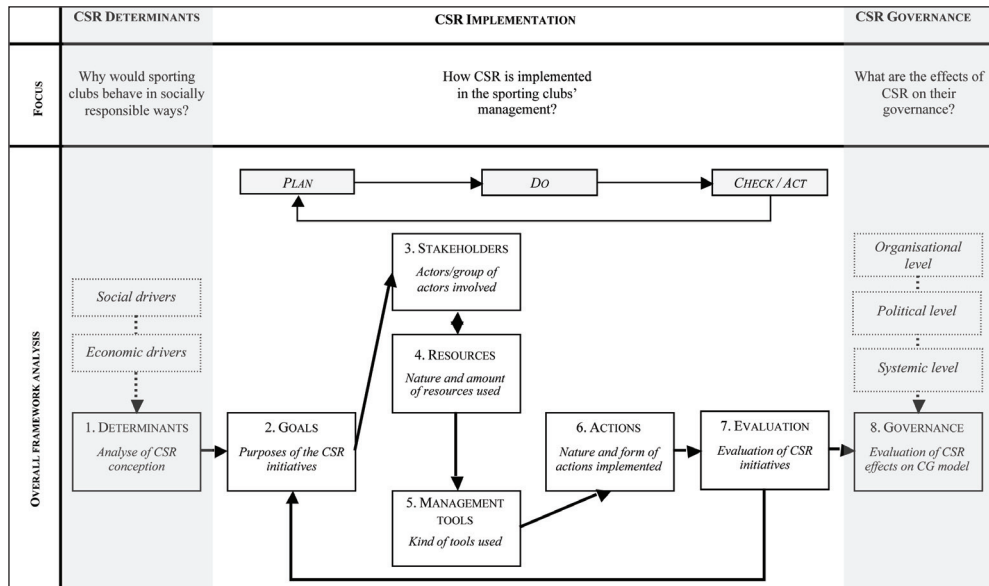 CSR DETERMINANTS
CSR IMPLEMENTATION
CSR GOVERNANCE
FOCUS
Why would sporting
clubs behave in socially
responsible ways?
How CSR is implemented
in the sporting clubs'
management?
What are the effects of
CSR on their
governance?
OVERALL FRAMEWORK ANALYSIS
PLAN
DO
CHECK / ACT
Social drivers
Economic drivers
1. DETERMINANTS
Analyse of CSR
conception
2. GOALS
Purposes of the CSR
initiatives
3. STAKEHOLDERS
Actors/group of
actors involved
4. RESOURCES
Nature and amount
of resources used
5. MANAGEMENT
TOOLS
Kind of tools used
6. ACTIONS
Nature and form of
actions implemented
7. EVALUATION
Evaluation of CSR
initiatives
Organisational
level
Political level
Systemic level
8. GOVERNANCE
Evaluation of CSR
effects on CG model